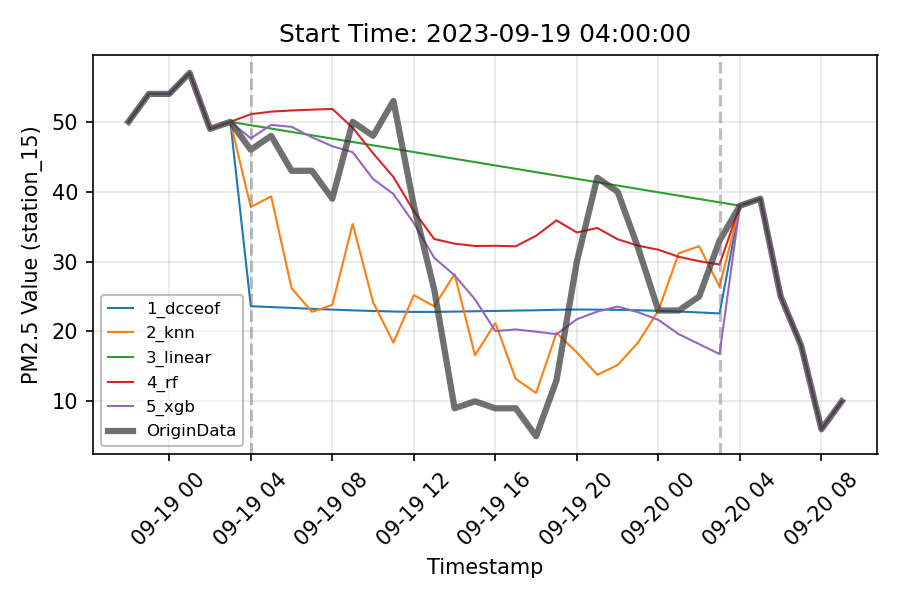 Start Time: 2023-09-19 04:00:00
PM2.5 Value (station_15)
50
40
30
20
10
1_dcceof
2_knn
3_linear
4_rf
5_xgb
OriginData
09-19 00
09-19 04
09-19 08
09-19 12
09-19 16
09-19 20
09-20 00
09-20 04
09-20 08
Timestamp